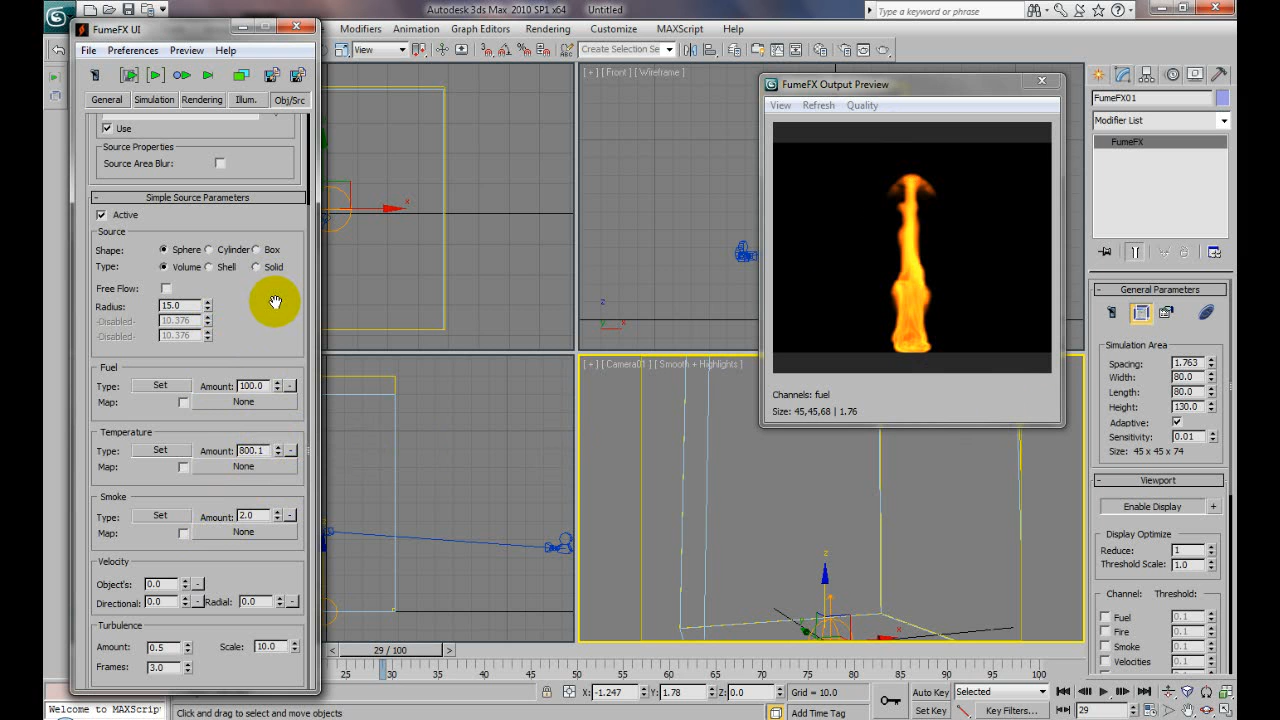 Autodesk 3ds Max 2010 SP1 x64 Untitled
Type a keyword or phrase
Modifiers Animation Graph Editors Rendering Customize MAXScript Help
View
Create Selection Se
FumeFX UI
File Preferences Preview Help
General Simulation Rendering Illum. Obj/Src
Use
Source Properties
Source Area Blur:
- Simple Source Parameters
Active
Source
Shape: Sphere Cylinder Box
Type: Volume Shell Solid
Free Flow:
Radius: 15.0
-Disabled- 10.376
-Disabled- 10.376
Fuel
Type: Set Amount: 100.0 -
Map: None
Temperature
Type: Set Amount: 800.1 -
Map: None
Smoke
Type: Set Amount: 2.0 -
Map: None
Velocity
Object's: 0.0 -
Directional: 0.0 - Radial: 0.0 -
Turbulence
Amount: 0.5 Scale: 10.0
Frames: 3.0
[ + ] [ Front ] [ Wireframe ]
x
z
y x
[ + ] [ Camera01 ] [ Smooth + Highlights ]
z
x
FumeFX Output Preview
View Refresh Quality
Channels: fuel
Size: 45,45,68 | 1.76
FumeFX01
Modifier List
FumeFX
- General Parameters
Simulation Area
Spacing: 1.763
Width: 80.0
Length: 80.0
Height: 130.0
Adaptive:
Sensitivity: 0.01
Size: 45 x 45 x 74
- Viewport
Enable Display +
Display Optimize
Reduce: 1
Threshold Scale: 1.0
Channel: Threshold:
Fuel 0.1
Fire 0.1
Smoke 0.1
Velocities 0.1
< 29 / 100 >
25 30 35 40 45 50 55 60 65 70 75 80 85 90 95 100
X: -1.247 Y: 1.78 Z: 0.0 Grid = 10.0
Auto Key Selected
Set Key Key Filters... 29
Welcome to MAXScript
Click and drag to select and move objects
Add Time Tag